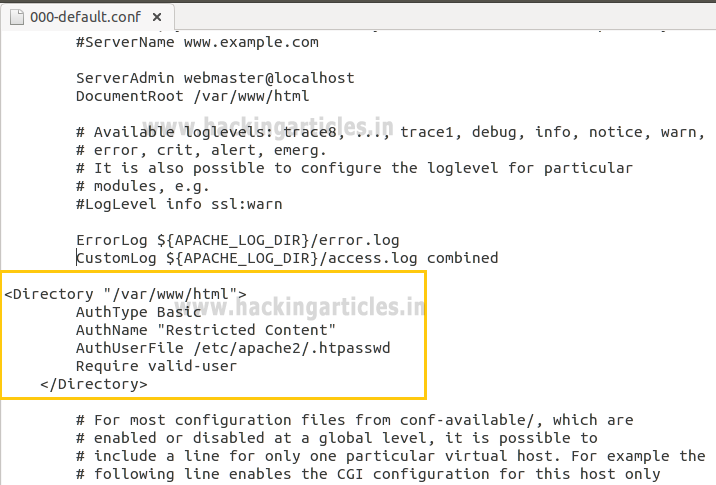 000-default.conf ×
#ServerName www.example.com
ServerAdmin webmaster@localhost
DocumentRoot /var/www/html
www.hackingarticles.in
# Available loglevels: trace8, ..., trace1, debug, info, notice, warn,
# error, crit, alert, emerg.
# It is also possible to configure the loglevel for particular
# modules, e.g.
#LogLevel info ssl:warn
ErrorLog ${APACHE_LOG_DIR}/error.log
CustomLog ${APACHE_LOG_DIR}/access.log combined
<Directory "/var/www/html">
www.hackingarticles.in
AuthType Basic
AuthName "Restricted Content"
AuthUserFile /etc/apache2/.htpasswd
Require valid-user
</Directory>
# For most configuration files from conf-available/, which are
# enabled or disabled at a global level, it is possible to
# include a line for only one particular virtual host. For example the
# following line enables the CGI configuration for this host only